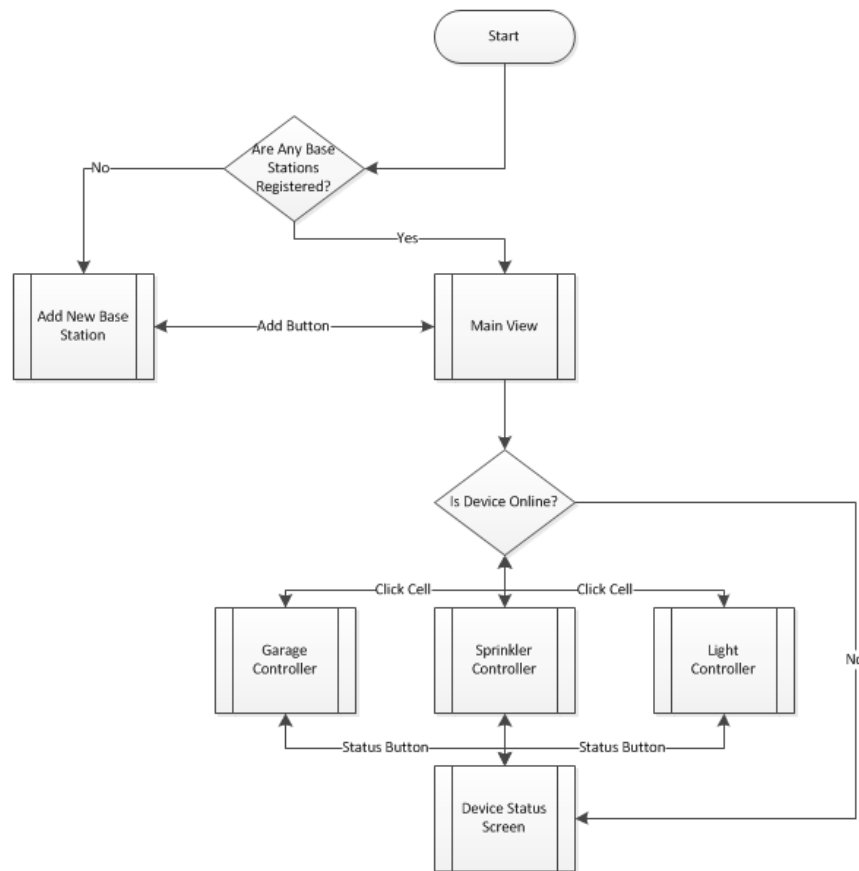 Start
Are Any Base
Stations
Registered?
No
Yes
Add New Base
Station
Add Button
Main View
Is Device Online?
Click Cell
Click Cell
Garage
Controller
Sprinkler
Controller
Light
Controller
No
Status Button
Status Button
Device Status
Screen